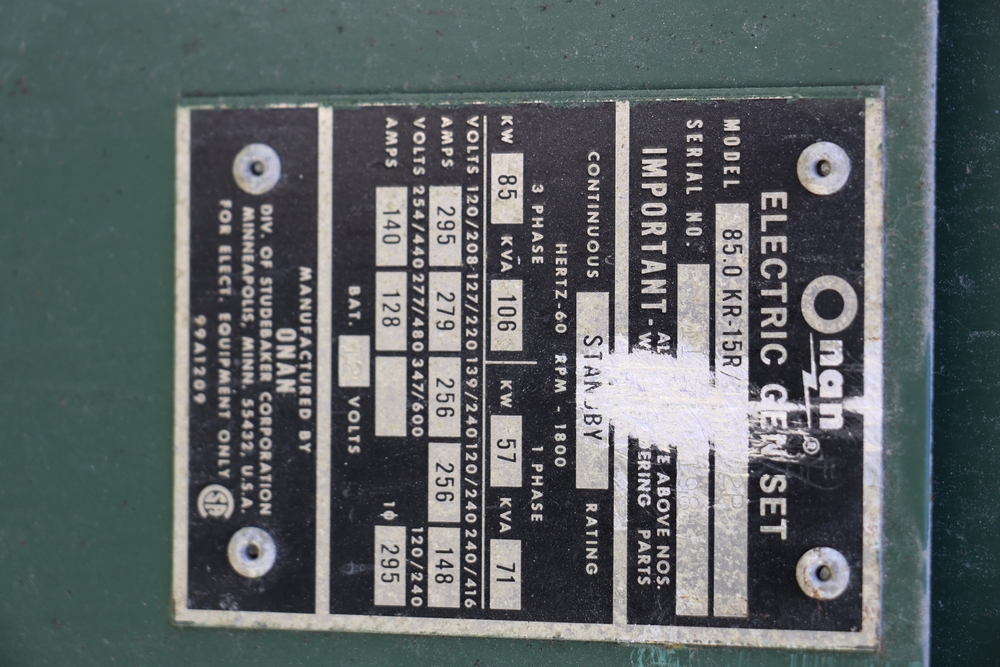 Onan®
ELECTRIC GEN SET
MODEL 85.0 KR-15R/
SERIAL NO.
IMPORTANT - ABOVE NOS.
PARTS
CONTINUOUS STANDBY RATING
HERTZ-60 RPM - 1800
3 PHASE 1 PHASE
KW 85 KVA 106 KW 57 KVA 71
VOLTS 120/208 127/220 139/240 120/240 240/416
AMPS 295 279 256 256 148
VOLTS 254/440 277/480 347/600 120/240
AMPS 140 128 1ϕ 295
BAT. VOLTS
MANUFACTURED BY
ONAN
DIV. OF STUDEBAKER CORPORATION
MINNEAPOLIS, MINN. 55432, U.S.A.
FOR ELECT. EQUIPMENT ONLY
99A1209